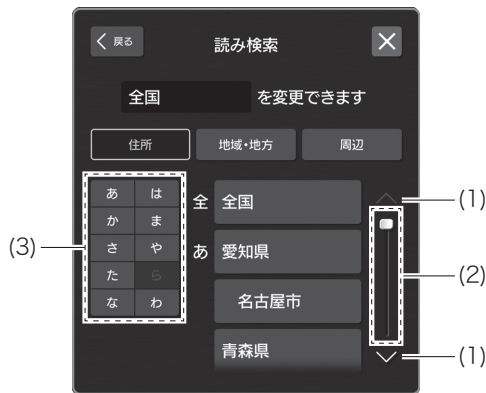 戻る
読み検索
全国 を変更できます
住所 地域・地方 周辺
あ は
か ま
さ や
た ら
な わ
全 全国
あ 愛知県
名古屋市
青森県
(1)
(2)
(1)
(3)